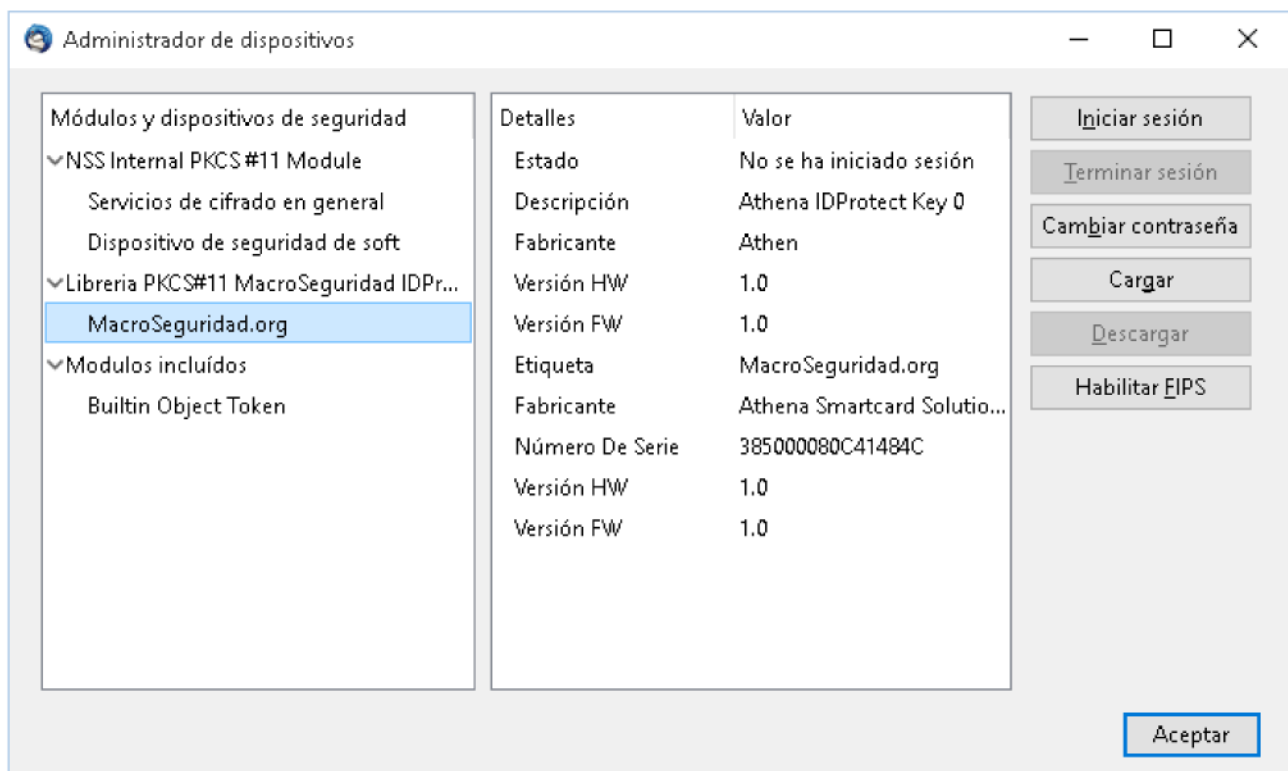 Administrador de dispositivos
Módulos y dispositivos de seguridad
NSS Internal PKCS #11 Module
Servicios de cifrado en general
Dispositivo de seguridad de soft
Libreria PKCS#11 MacroSeguridad IDPr...
MacroSeguridad.org
Modulos incluídos
Builtin Object Token
Detalles Valor
Estado No se ha iniciado sesión
Descripción Athena IDProtect Key 0
Fabricante Athen
Versión HW 1.0
Versión FW 1.0
Etiqueta MacroSeguridad.org
Fabricante Athena Smartcard Solutio...
Número De Serie 385000080C41484C
Versión HW 1.0
Versión FW 1.0
Iniciar sesión
Terminar sesión
Cambiar contraseña
Cargar
Descargar
Habilitar FIPS
Aceptar